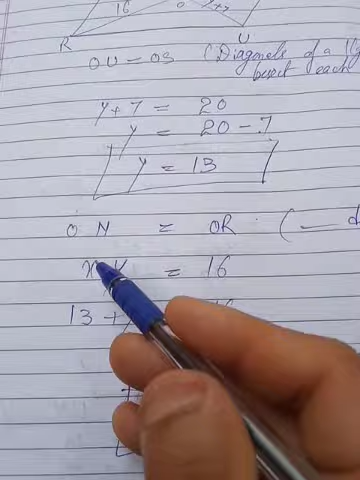 16 O
R U
OU = OS (Diagonals of a ||g
bisect each
y + 7 = 20
y = 20 - 7
y = 13
ON = OR (
= 16
13 +